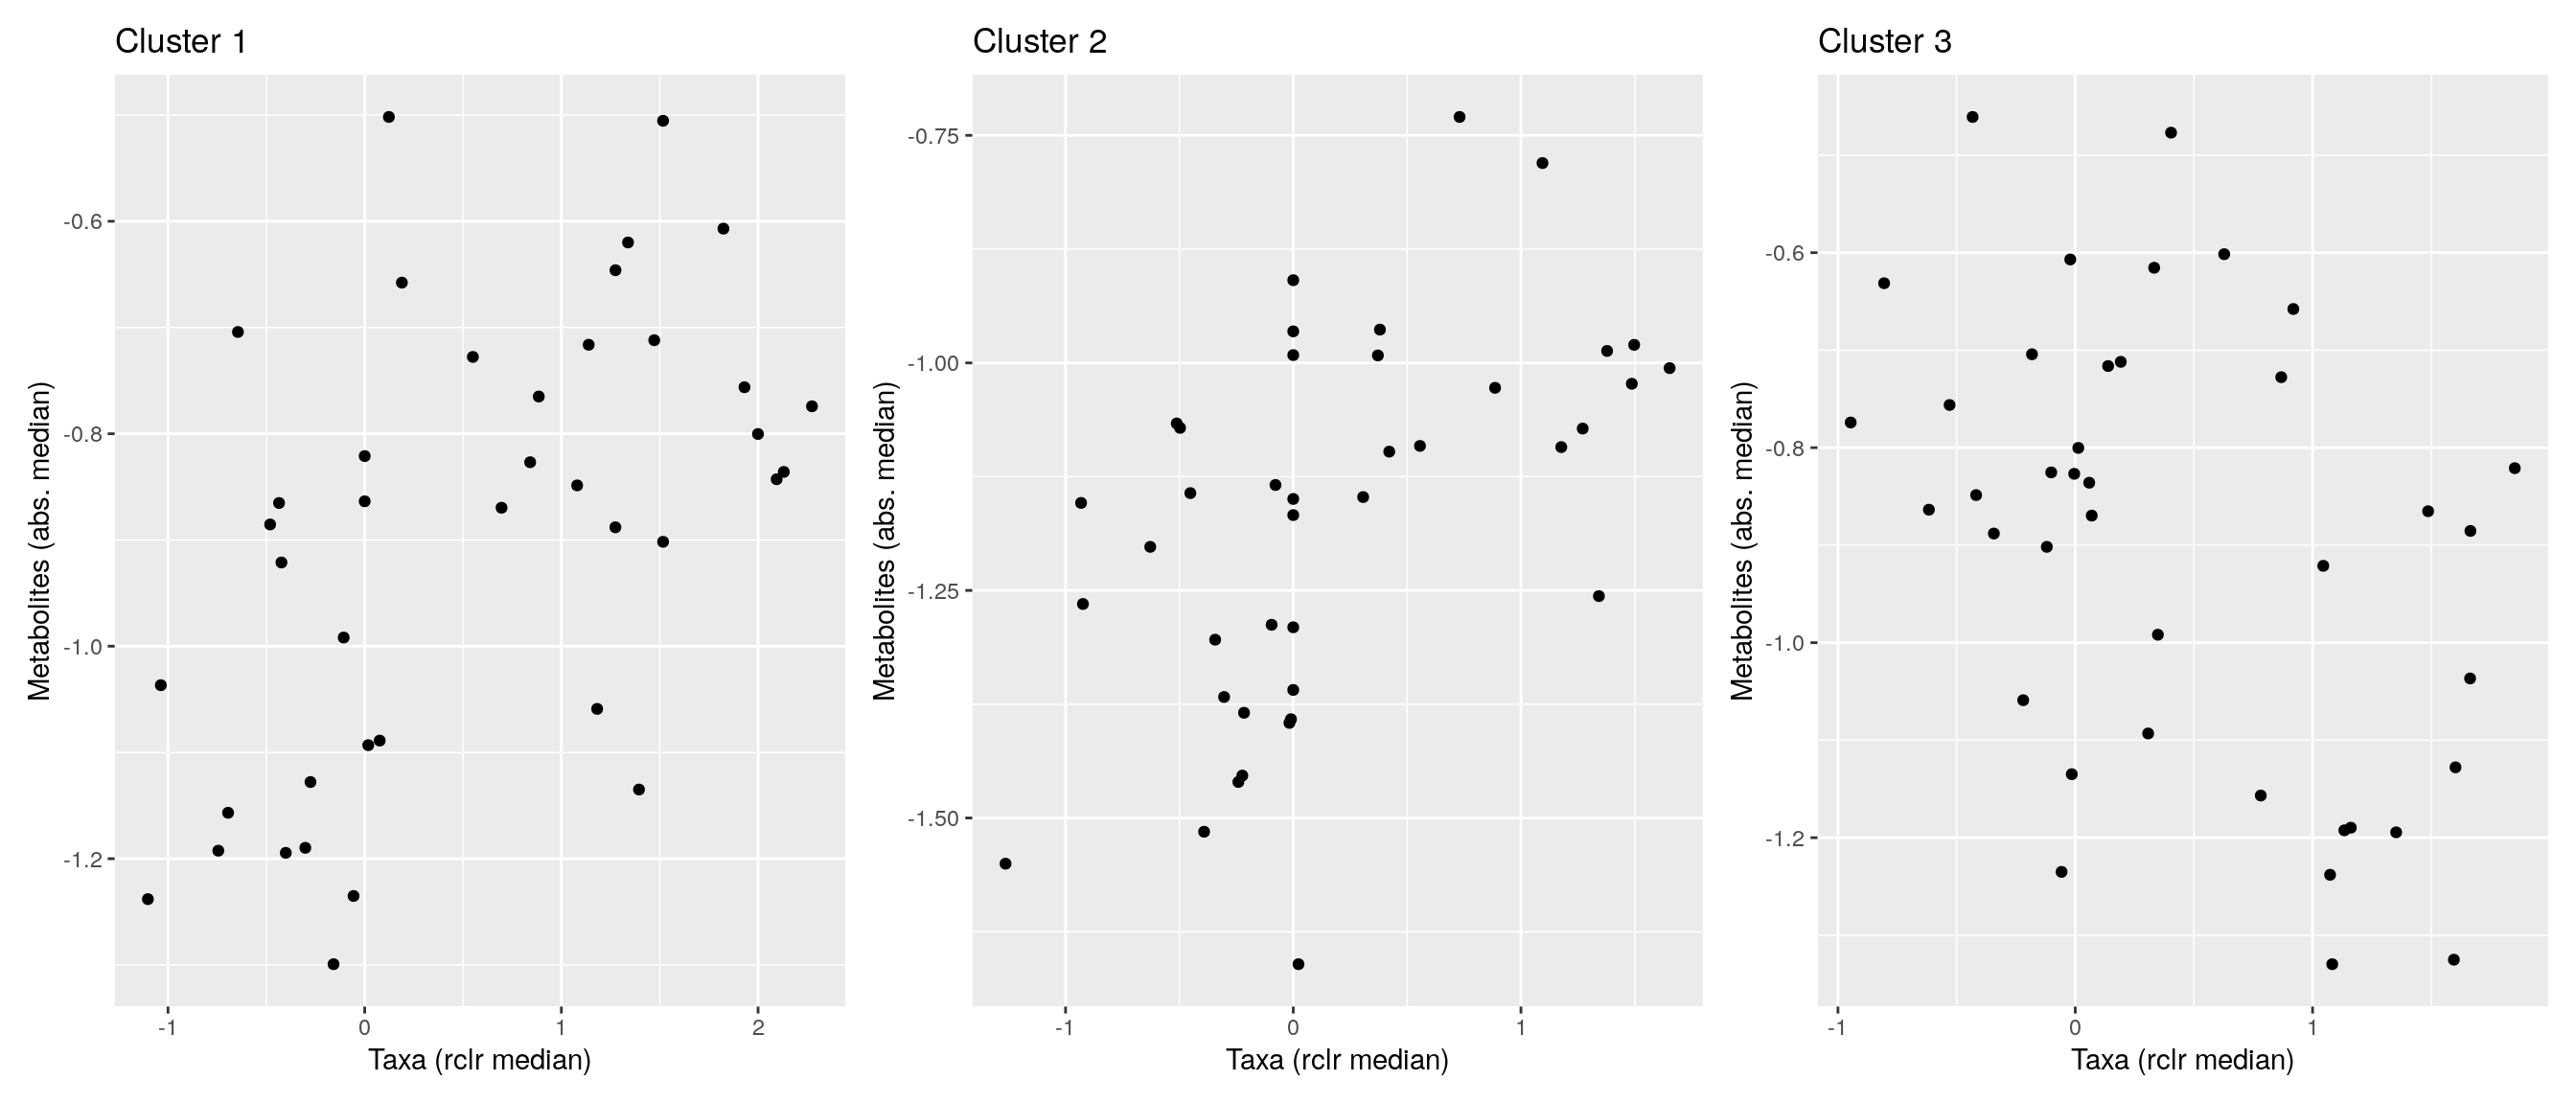 Cluster 1
Metabolites (abs. median)
-0.6
-0.8
-1.0
-1.2
-1 0 1 2
Taxa (rclr median)
Cluster 2
Metabolites (abs. median)
-0.75
-1.00
-1.25
-1.50
-1 0 1
Taxa (rclr median)
Cluster 3
Metabolites (abs. median)
-0.6
-0.8
-1.0
-1.2
-1 0 1
Taxa (rclr median)